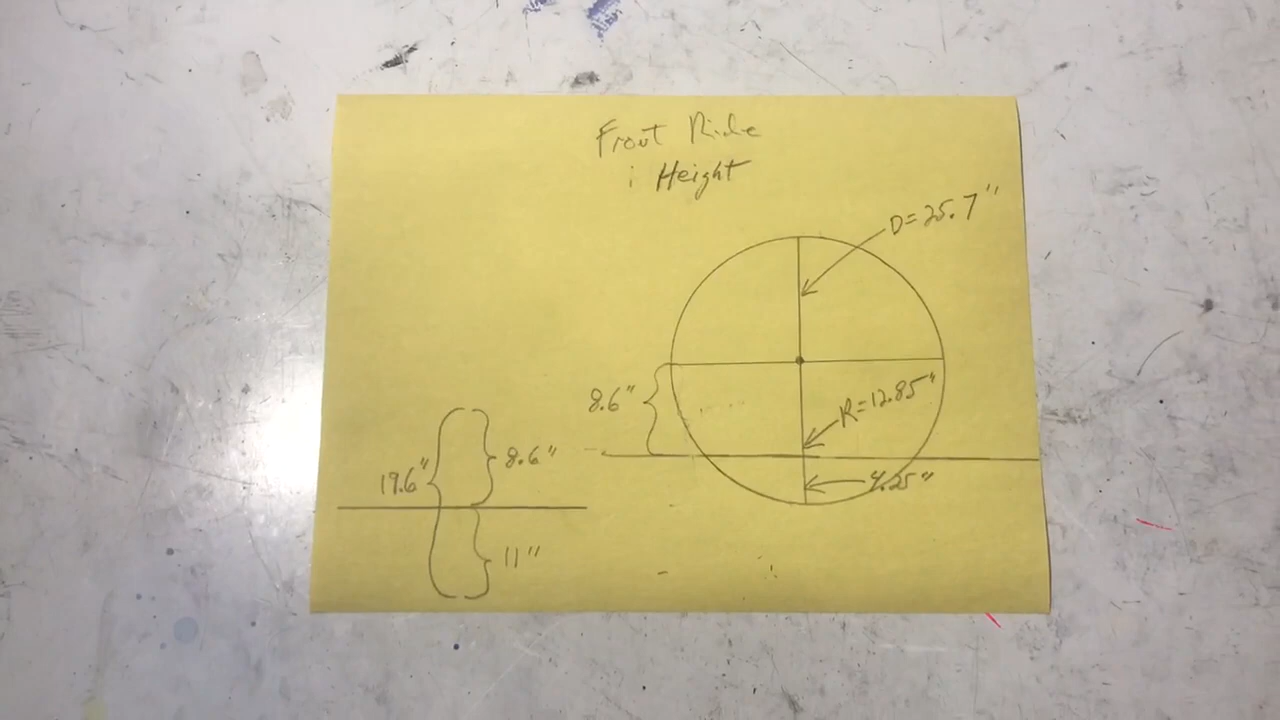 Front Ride
Height
D=25.7"
8.6"
R=12.85"
8.6"
19.6"
4.25"
11"